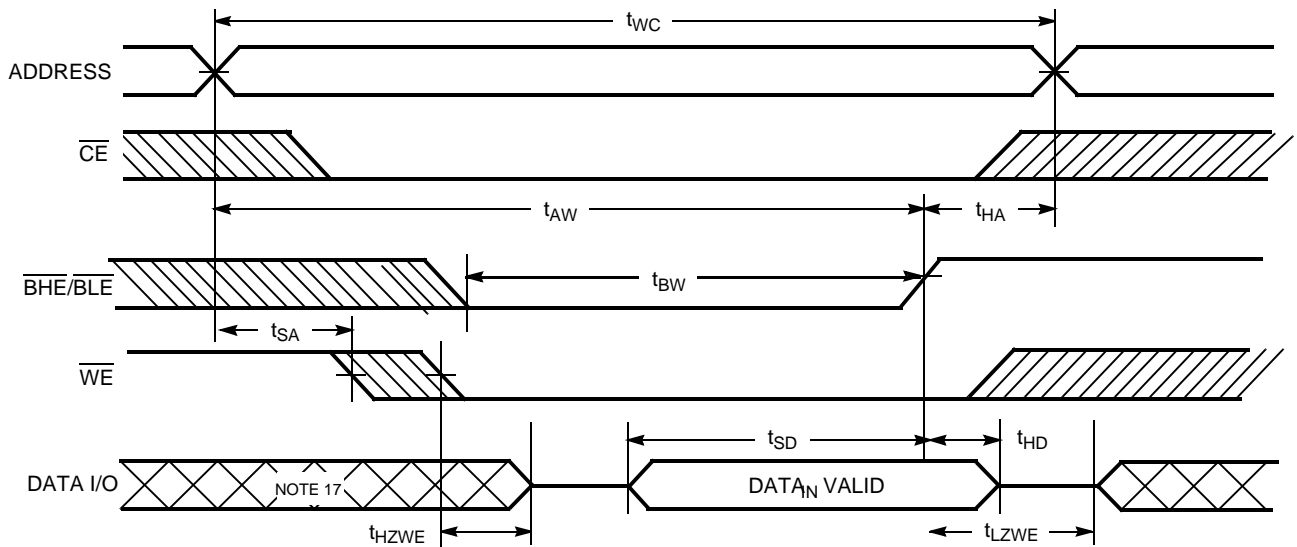 tWC
ADDRESS
CE
tAW
tHA
BHE/BLE
tBW
tSA
WE
tSD
tHD
DATA I/O
NOTE 17
DATAIN VALID
tHZWE
tLZWE